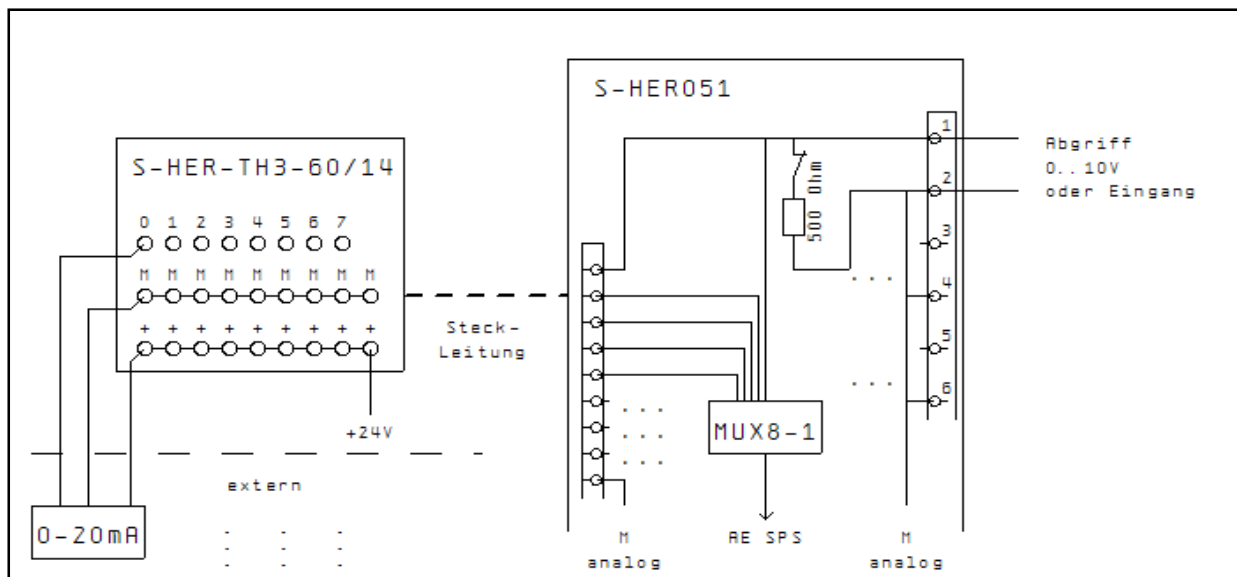 S-HER051
S-HER-TH3-60/14
0 1 2 3 4 5 6 7
M M M M M M M M M
+ + + + + + + + +
+24V
extern
0-20mA
Steck-
Leitung
500 Ohm
MUX8-1
M
analog
AE SPS
M
analog
1
2
3
4
5
6
Abgriff
0..10V
oder Eingang